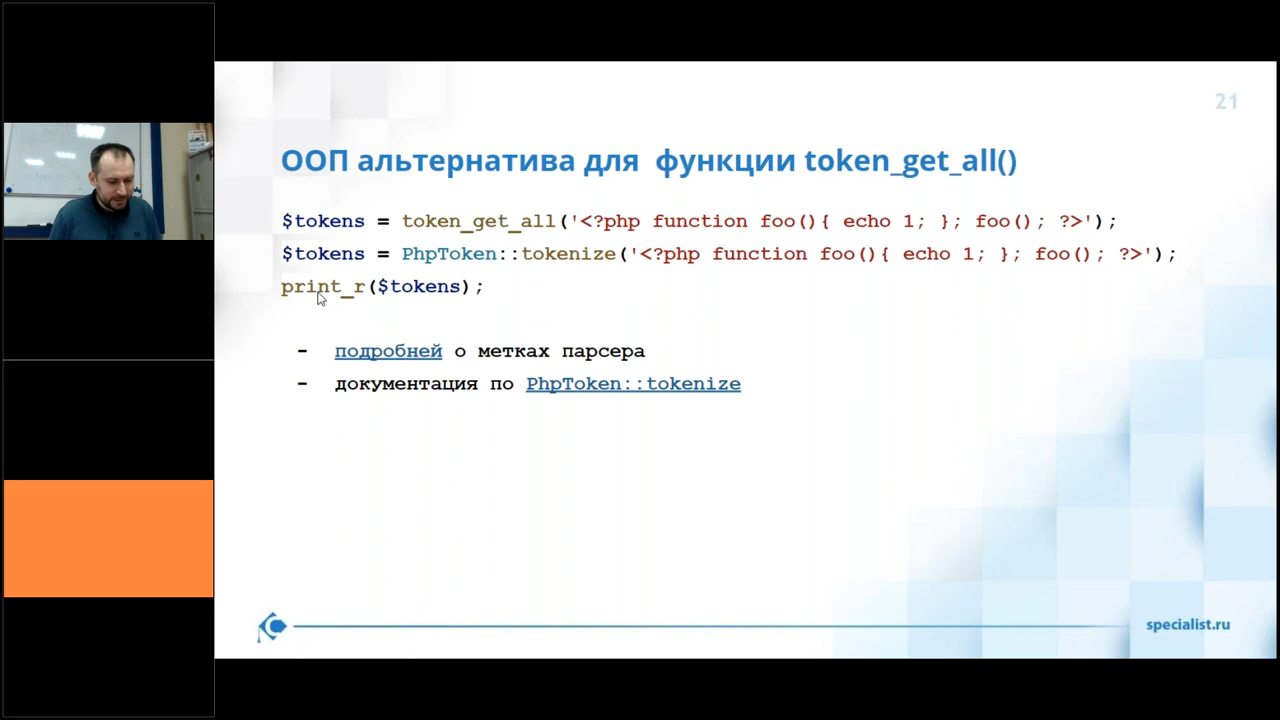 21
ООП альтернатива для функции token_get_all()
$tokens = token_get_all('<?php function foo(){ echo 1; }; foo(); ?>');
$tokens = PhpToken::tokenize('<?php function foo(){ echo 1; }; foo(); ?>');
print_r($tokens);
- подробней о метках парсера
- документация по PhpToken::tokenize
specialist.ru